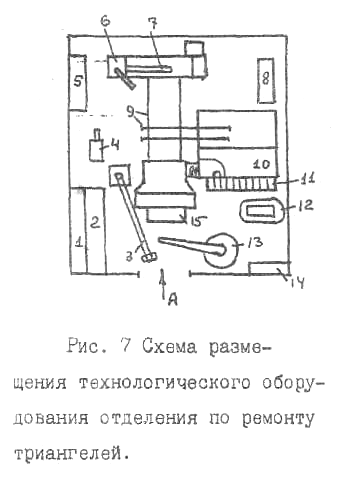 6 7
5 8
9
4
10
11
12
1 2 3 15 13
14
А
Рис. 7 Схема разме-
щения технологического обору-
дования отделения по ремонту
триангелей.